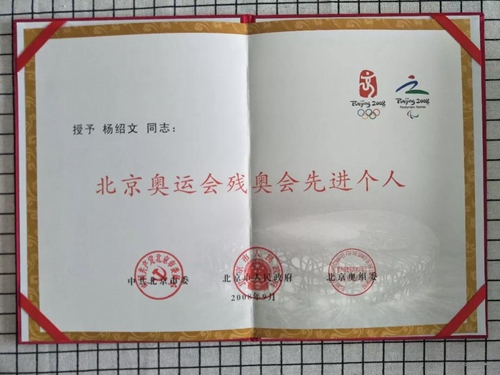 Beijing 2008
Beijing 2008
Paralympic Games
授予 杨绍文 同志：
北京奥运会残奥会先进个人
中共北京市委
北京市人民政府
北京奥组委
2008年9月